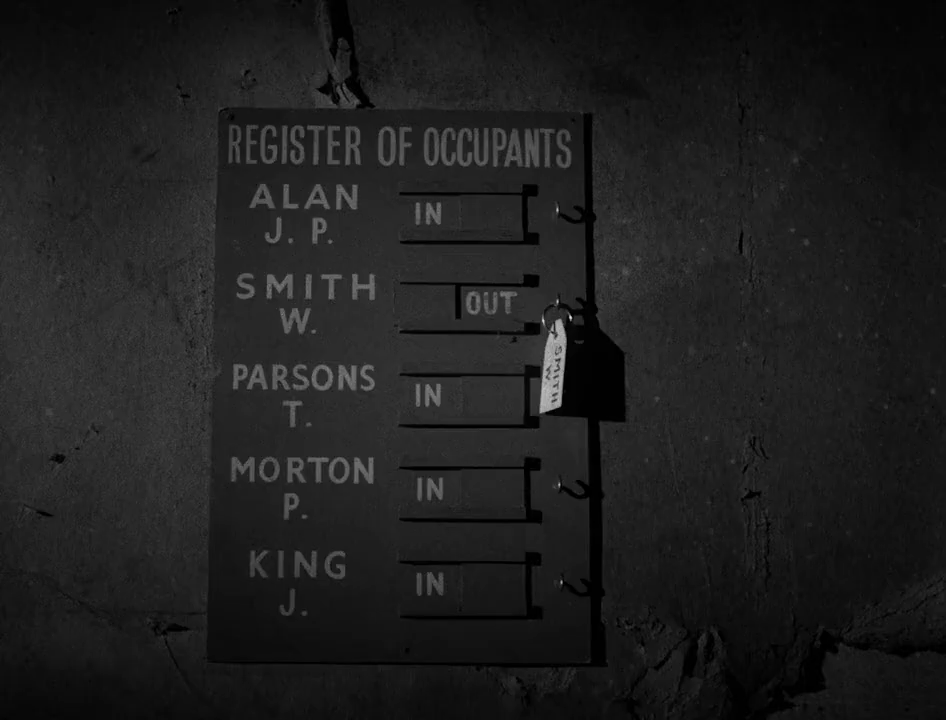 REGISTER OF OCCUPANTS
ALAN
J. P.
IN
SMITH
W.
OUT
SMITH
W.
PARSONS
T.
IN
MORTON
P.
IN
KING
J.
IN